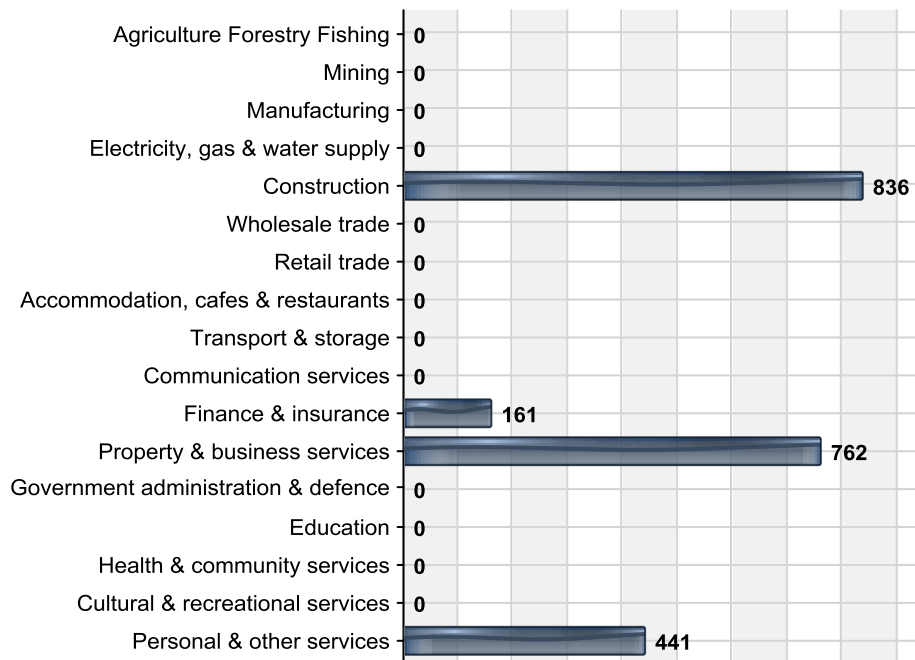 Agriculture Forestry Fishing 0
Mining 0
Manufacturing 0
Electricity, gas & water supply 0
Construction 836
Wholesale trade 0
Retail trade 0
Accommodation, cafes & restaurants 0
Transport & storage 0
Communication services 0
Finance & insurance 161
Property & business services 762
Government administration & defence 0
Education 0
Health & community services 0
Cultural & recreational services 0
Personal & other services 441